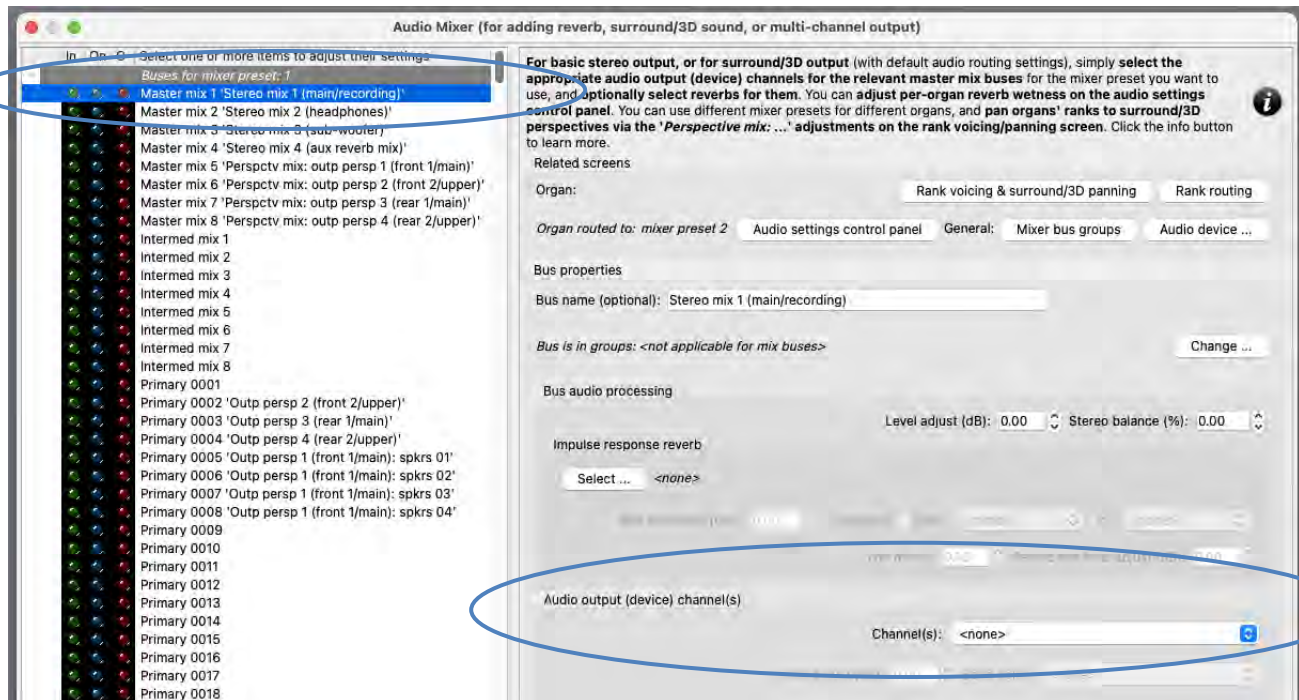 Audio Mixer (for adding reverb, surround/3D sound, or multi-channel output)
In On O Select one or more items to adjust their settings
Buses for mixer preset: 1
Master mix 1 'Stereo mix 1 (main/recording)'
Master mix 2 'Stereo mix 2 (headphones)'
Master mix 3 'Stereo mix 3 (sub-woofer)'
Master mix 4 'Stereo mix 4 (aux reverb mix)'
Master mix 5 'Perspctv mix: outp persp 1 (front 1/main)'
Master mix 6 'Perspctv mix: outp persp 2 (front 2/upper)'
Master mix 7 'Perspctv mix: outp persp 3 (rear 1/main)'
Master mix 8 'Perspctv mix: outp persp 4 (rear 2/upper)'
Intermed mix 1
Intermed mix 2
Intermed mix 3
Intermed mix 4
Intermed mix 5
Intermed mix 6
Intermed mix 7
Intermed mix 8
Primary 0001
Primary 0002 'Outp persp 2 (front 2/upper)'
Primary 0003 'Outp persp 3 (rear 1/main)'
Primary 0004 'Outp persp 4 (rear 2/upper)'
Primary 0005 'Outp persp 1 (front 1/main): spkrs 01'
Primary 0006 'Outp persp 1 (front 1/main): spkrs 02'
Primary 0007 'Outp persp 1 (front 1/main): spkrs 03'
Primary 0008 'Outp persp 1 (front 1/main): spkrs 04'
Primary 0009
Primary 0010
Primary 0011
Primary 0012
Primary 0013
Primary 0014
Primary 0015
Primary 0016
Primary 0017
Primary 0018
For basic stereo output, or for surround/3D output (with default audio routing settings), simply select the
appropriate audio output (device) channels for the relevant master mix buses for the mixer preset you want to
use, and optionally select reverbs for them. You can adjust per-organ reverb wetness on the audio settings
control panel. You can use different mixer presets for different organs, and pan organs' ranks to surround/3D
perspectives via the 'Perspective mix: ...' adjustments on the rank voicing/panning screen. Click the info button
to learn more.
Related screens
Organ: Rank voicing & surround/3D panning Rank routing
Organ routed to: mixer preset 2 Audio settings control panel General: Mixer bus groups Audio device ...
Bus properties
Bus name (optional): Stereo mix 1 (main/recording)
Bus is in groups: <not applicable for mix buses> Change ...
Bus audio processing
Level adjust (dB): 0.00 Stereo balance (%): 0.00
Impulse response reverb
Select ... <none>
Audio output (device) channel(s)
Channel(s): <none>